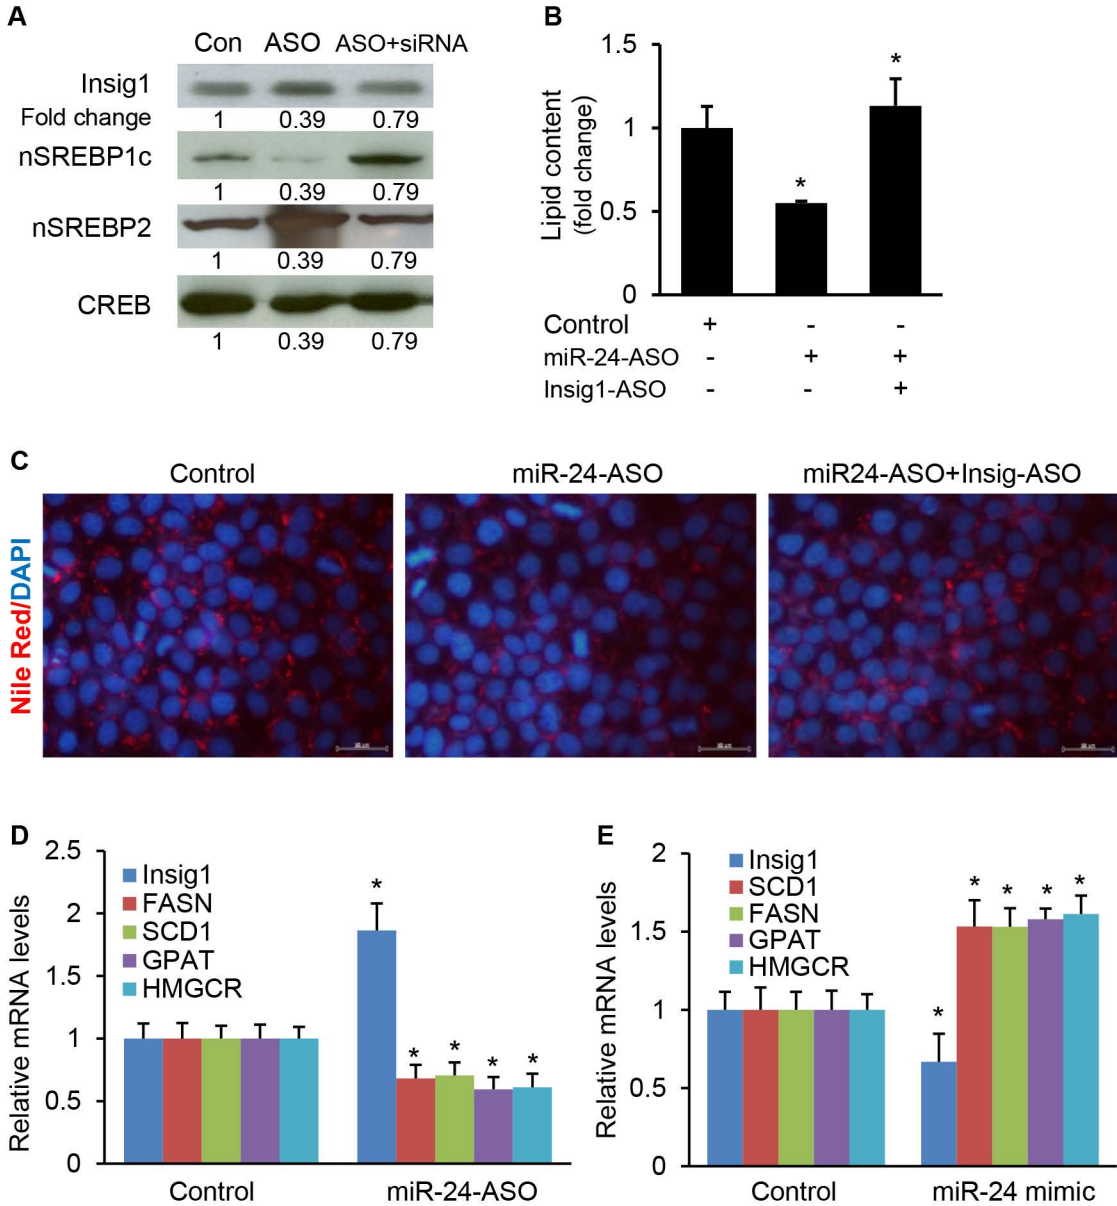 A
Con ASO ASO+siRNA
Insig1
Fold change 1 0.39 0.79
nSREBP1c
1 0.39 0.79
nSREBP2
1 0.39 0.79
CREB
1 0.39 0.79
B
Lipid content
(fold change)
1.5
1
0.5
0
*
*
Control + - -
miR-24-ASO - + +
Insig1-ASO - - +
C
Control miR-24-ASO miR24-ASO+Insig-ASO
Nile Red/DAPI
D
Relative mRNA levels
2.5
2
1.5
1
0.5
0
Insig1
FASN
SCD1
GPAT
HMGCR
*
* * * *
Control miR-24-ASO
E
Relative mRNA levels
2
1.5
1
0.5
0
Insig1
SCD1
FASN
GPAT
HMGCR
*
* * * *
Control miR-24 mimic